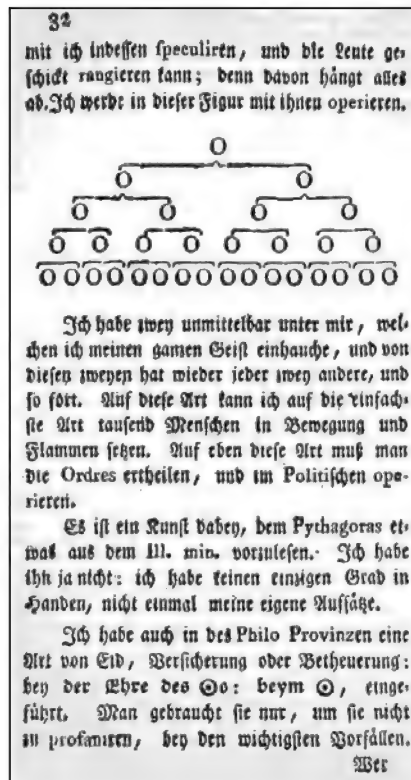 32
mit ich indessen speculiren, und die Leute ge-
schickt rangieren kann; denn davon hängt alles
ab. Ich werde in dieser Figur mit ihnen operieren.
O
O O
O O O O
O O O O O O O O
O O O O O O O O O O O O O O O O
Ich habe zwey unmittelbar unter mir, wel-
chen ich meinen ganzen Geist einhauche, und von
diesen zweyen hat wieder jeder zwey andere, und
so fort. Auf diese Art kann ich auf die einfach-
ste Art tausend Menschen in Bewegung und
Flammen setzen. Auf eben diese Art muß man
die Ordres ertheilen, und im Politischen ope-
rieren.
Es ist ein Kunst dabey, dem Pythagoras et-
was aus dem III. min. vorzulesen. Ich habe
ihn ja nicht: ich habe keinen einzigen Grad in
Handen, nicht einmal meine eigene Aufsätze.
Ich habe auch in des Philo Provinzen eine
Art von Eid, Versicherung oder Betheuerung:
bey der Ehre des ⊙o: beym ⊙, einge-
führt. Man gebraucht sie nur, um sie nicht
zu profaniren, bey den wichtigsten Vorfällen.
Wer